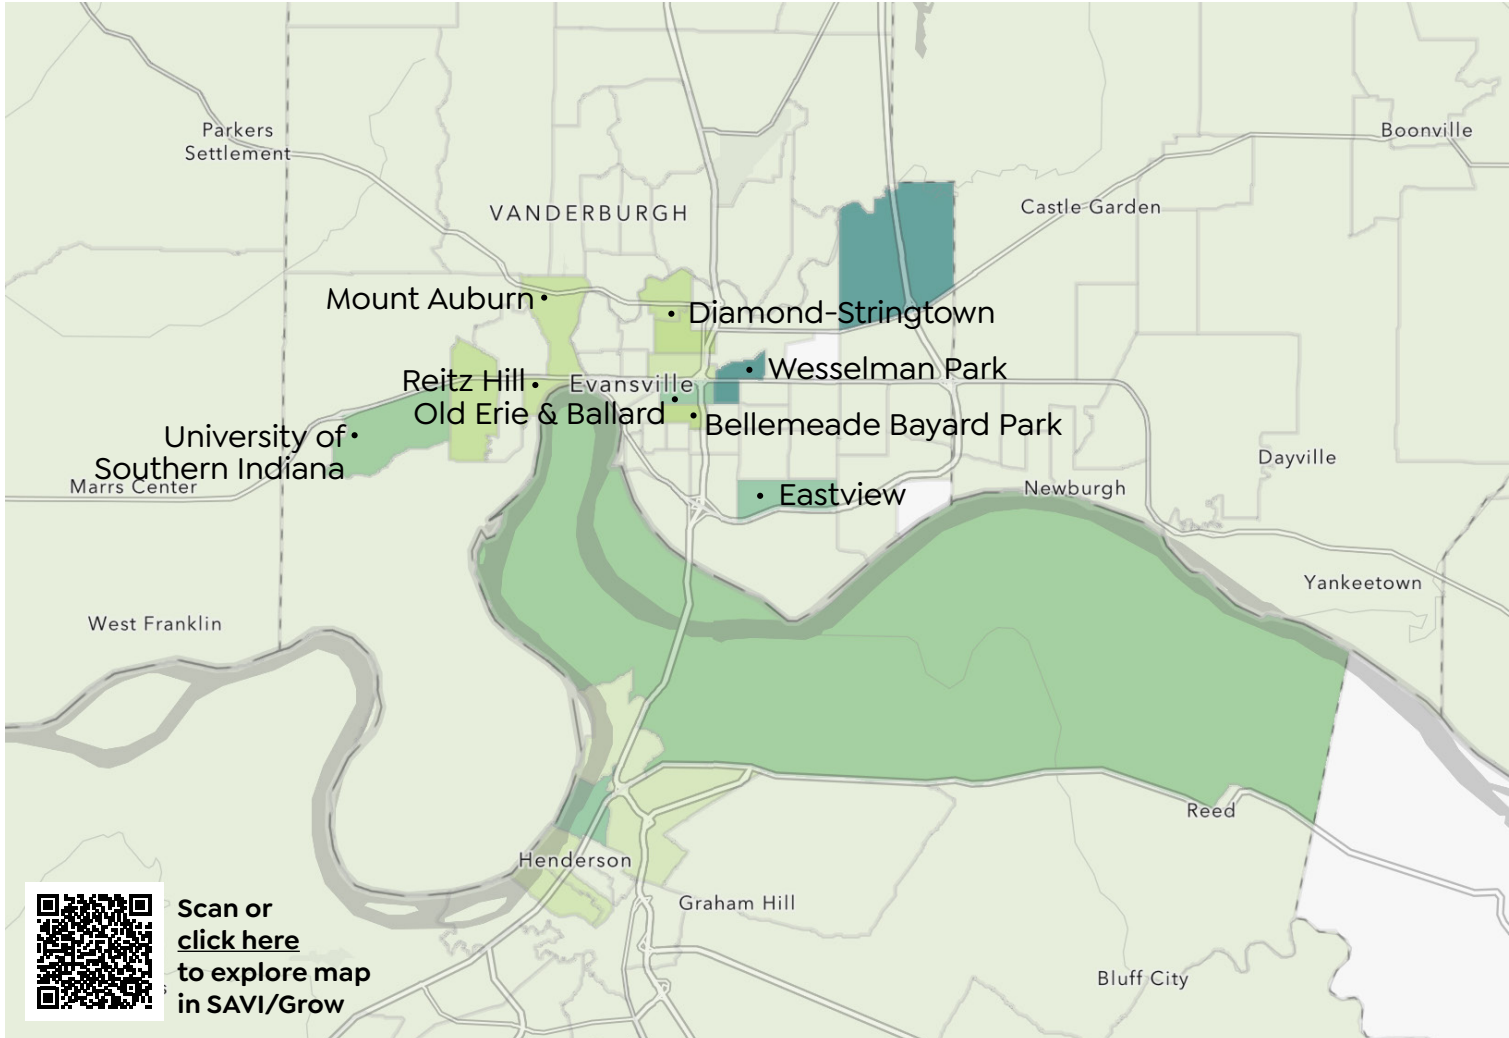 Parkers
Settlement
Boonville
VANDERBURGH
Castle Garden
Mount Auburn
Diamond-Stringtown
Wesselman Park
Reitz Hill
Evansville
Old Erie & Ballard
Bellemeade Bayard Park
University of
Southern Indiana
Marrs Center
Dayville
Newburgh
Eastview
Yankeetown
West Franklin
Reed
Henderson
Graham Hill
Bluff City
Scan or
click here
to explore map
in SAVI/Grow